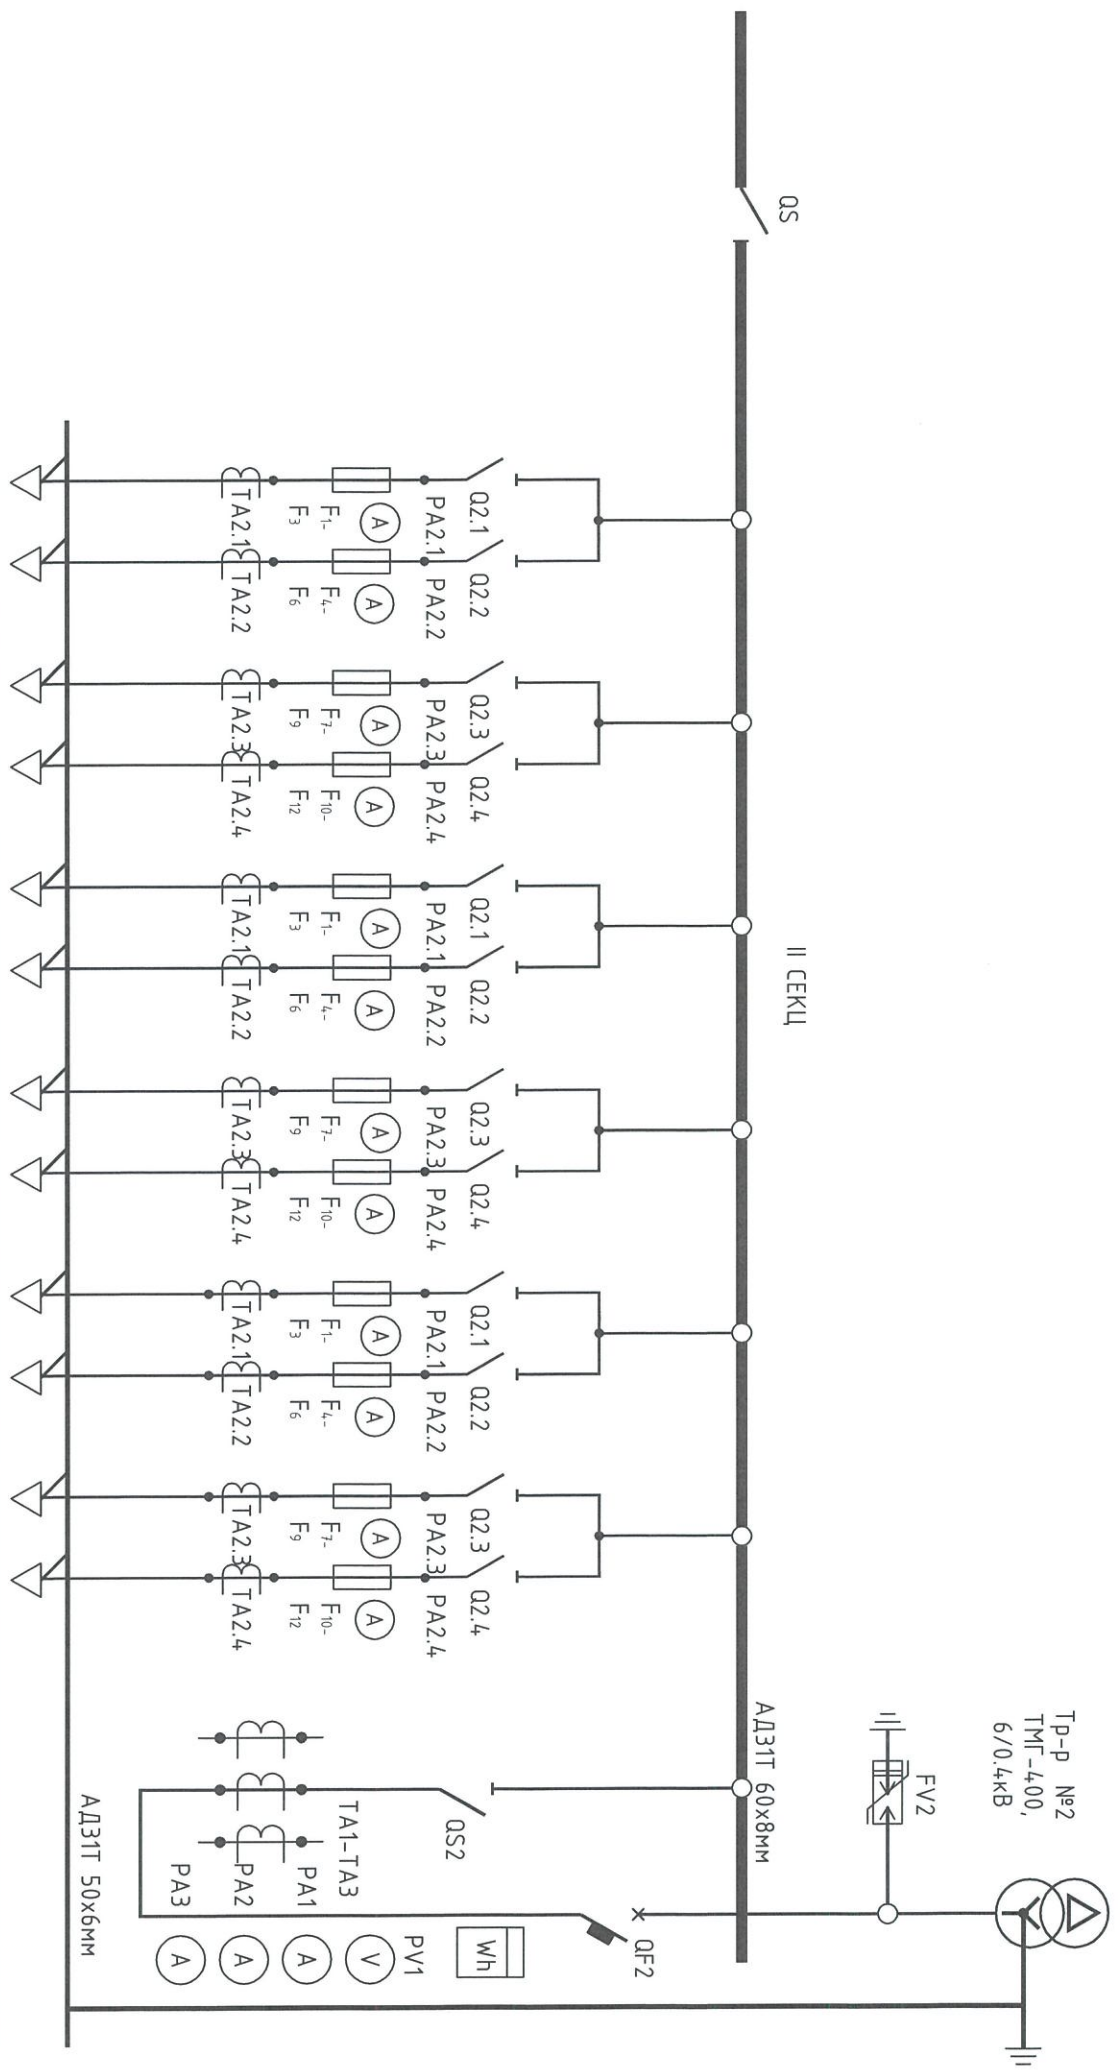 Тр-р №2
ТМГ-400,
6/0.4кВ
FV2
QS
II СЕКЦ
АД31Т 60х8мм
QF2
Wh
Q2.1 Q2.2 Q2.3 Q2.4 Q2.1 Q2.2 Q2.3 Q2.4 Q2.1 Q2.2 Q2.3 Q2.4
QS2
PA2.1 PA2.2 PA2.3 PA2.4 PA2.1 PA2.2 PA2.3 PA2.4 PA2.1 PA2.2 PA2.3 PA2.4
PV1
A A A A A A A A A A A A
V
TA1-TA3
F1- F4- F7- F10- F1- F4- F7- F10- F1- F4- F7- F10-
F3 F6 F9 F12 F3 F6 F9 F12 F3 F6 F9 F12
PA1 A
TA2.1 TA2.2 TA2.3 TA2.4 TA2.1 TA2.2 TA2.3 TA2.4 TA2.1 TA2.2 TA2.3 TA2.4
PA2 A
PA3 A
АД31Т 50х6мм